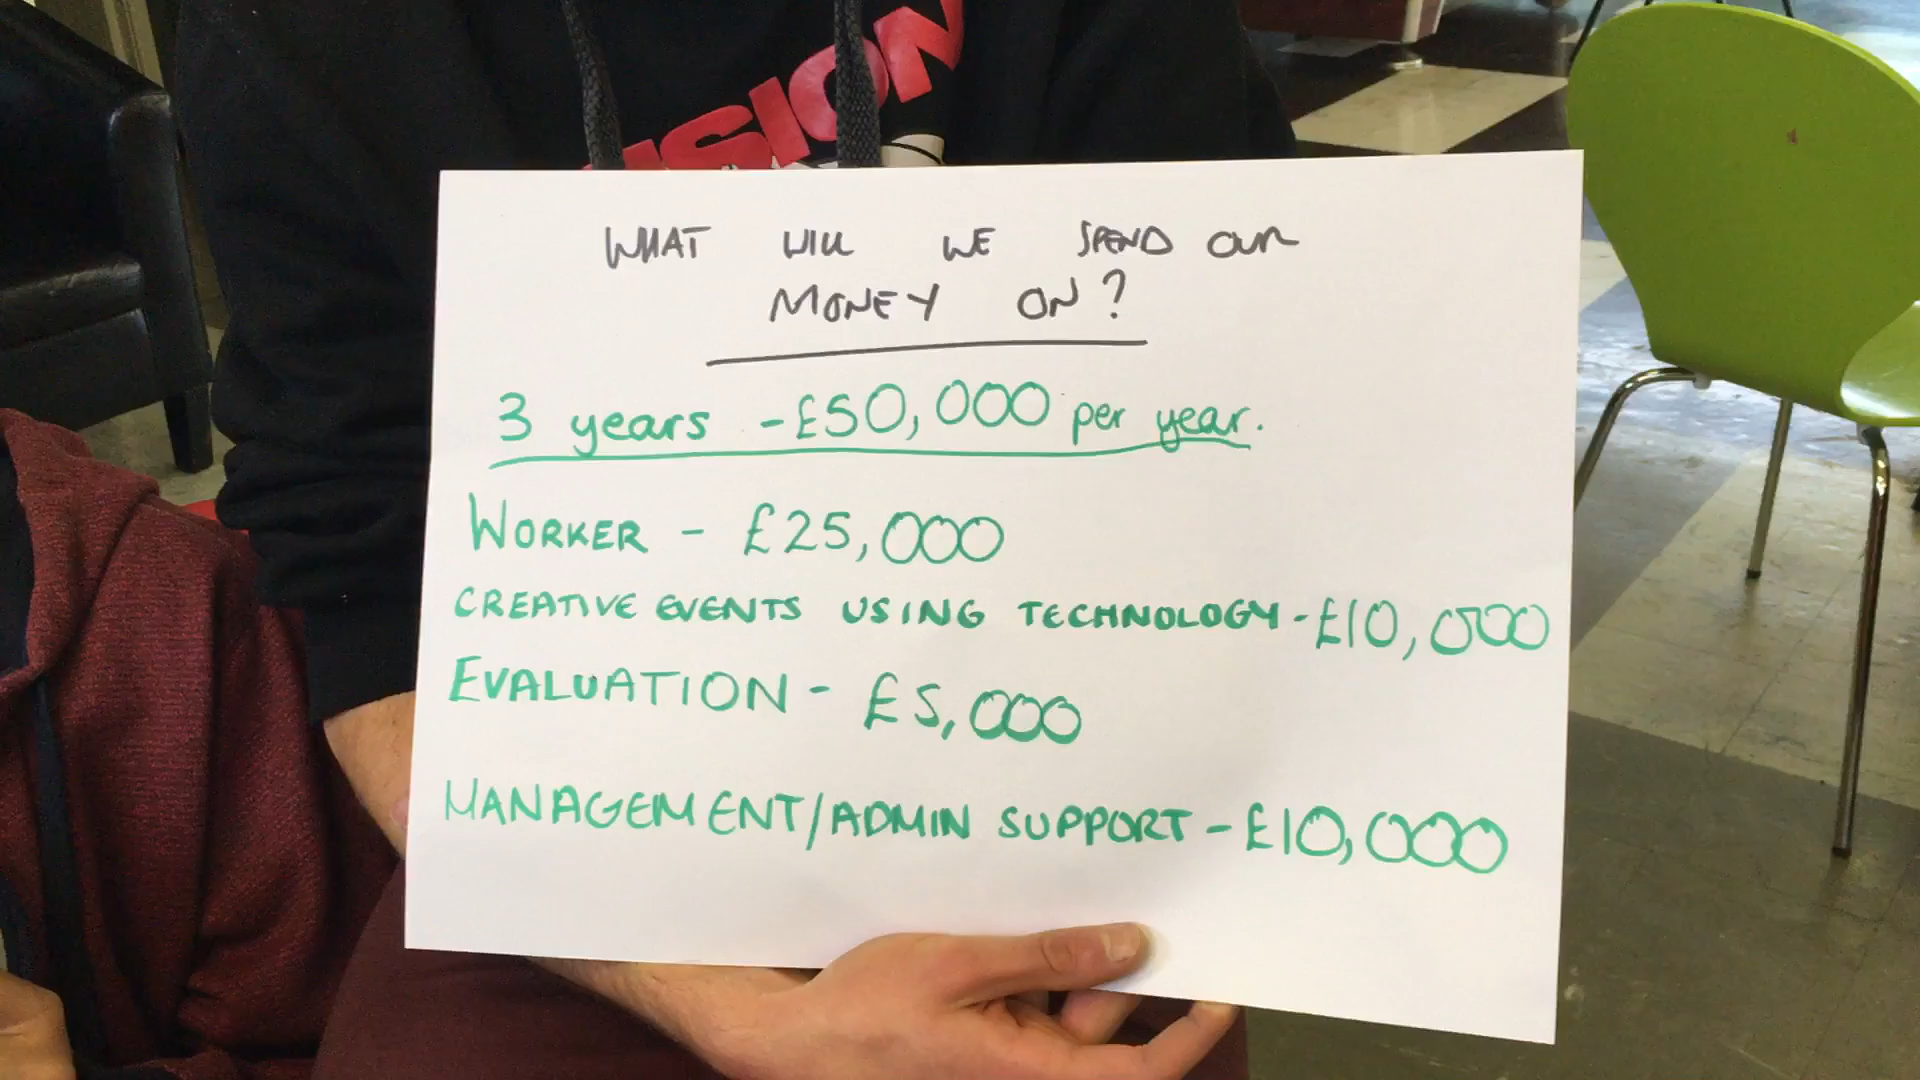 ISION
WHAT WILL WE SPEND OUR
MONEY ON?
3 years - £50,000 per year.
WORKER - £25,000
CREATIVE EVENTS USING TECHNOLOGY - £10,000
EVALUATION - £5,000
MANAGEMENT/ADMIN SUPPORT - £10,000